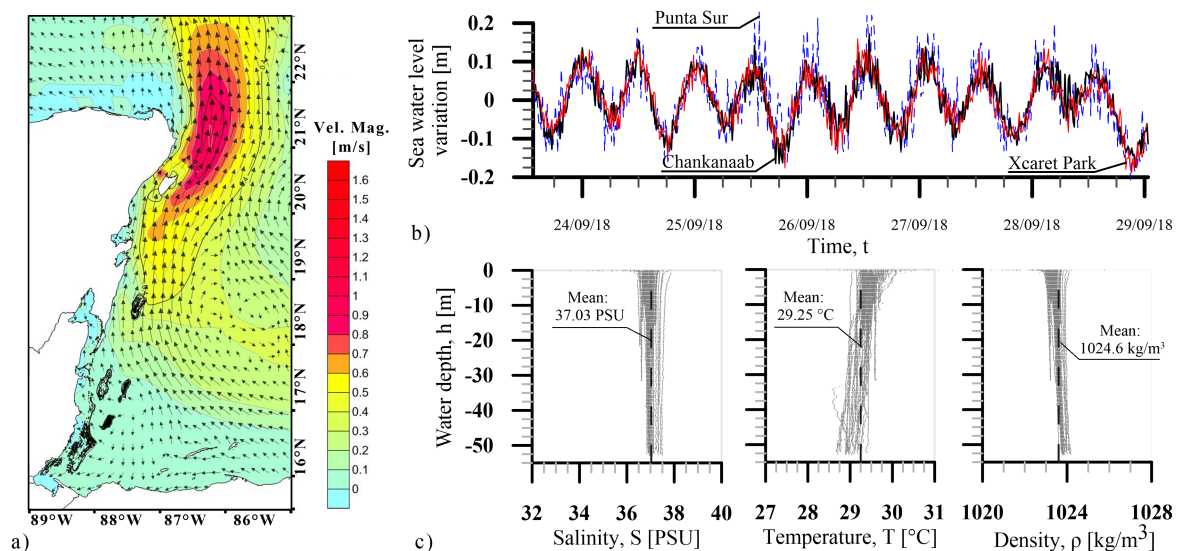 22°N
21°N
20°N
19°N
18°N
17°N
16°N
89°W 88°W 87°W 86°W
Vel. Mag.
[m/s]
1.6
1.4
1.3
1.2
1.1
1
0.9
0.8
0.7
0.6
0.5
0.4
0.3
0.2
0.1
0
a)
Sea water level
variation [m]
0.2
0.1
0
-0.1
-0.2
Punta Sur
Chankanaab
Xcaret Park
24/09/18 25/09/18 26/09/18 27/09/18 28/09/18 29/09/18
b)
Time, t
Water depth, h [m]
0
-10
-20
-30
-40
-50
Mean:
37.03 PSU
Mean:
29.25 °C
Mean:
1024.6 kg/m³
32 34 36 38 40
27 28 29 30 31
1020 1024 1028
c)
Salinity, S [PSU]
Temperature, T [°C]
Density, ρ [kg/m³]